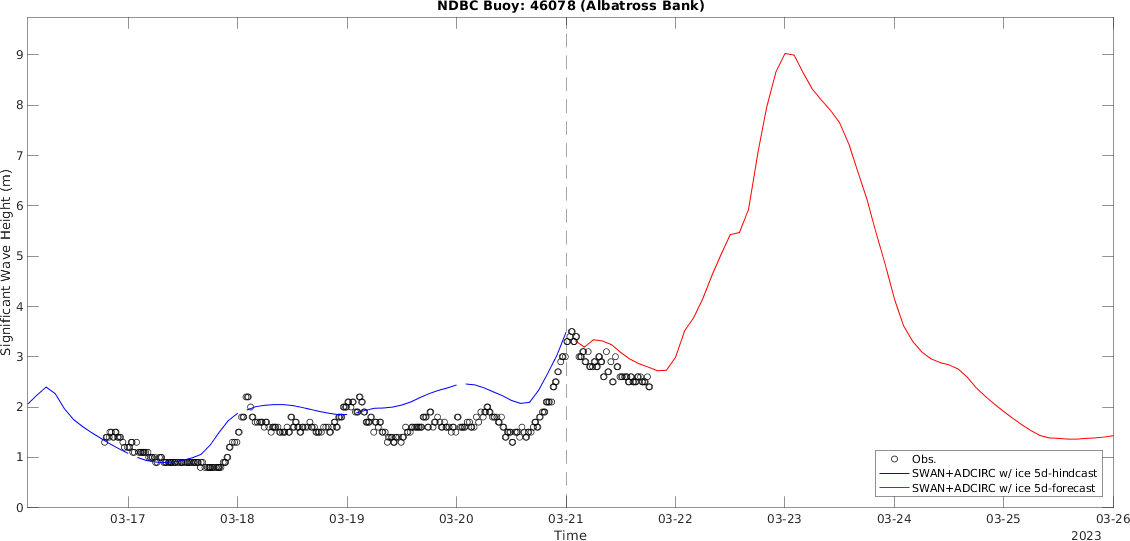 NDBC Buoy: 46078 (Albatross Bank)
Significant Wave Height (m)
9
8
7
6
5
4
3
2
1
0
Obs.
SWAN+ADCIRC w/ ice 5d-hindcast
SWAN+ADCIRC w/ ice 5d-forecast
03-17 03-18 03-19 03-20 03-21 03-22 03-23 03-24 03-25 03-26
Time
2023